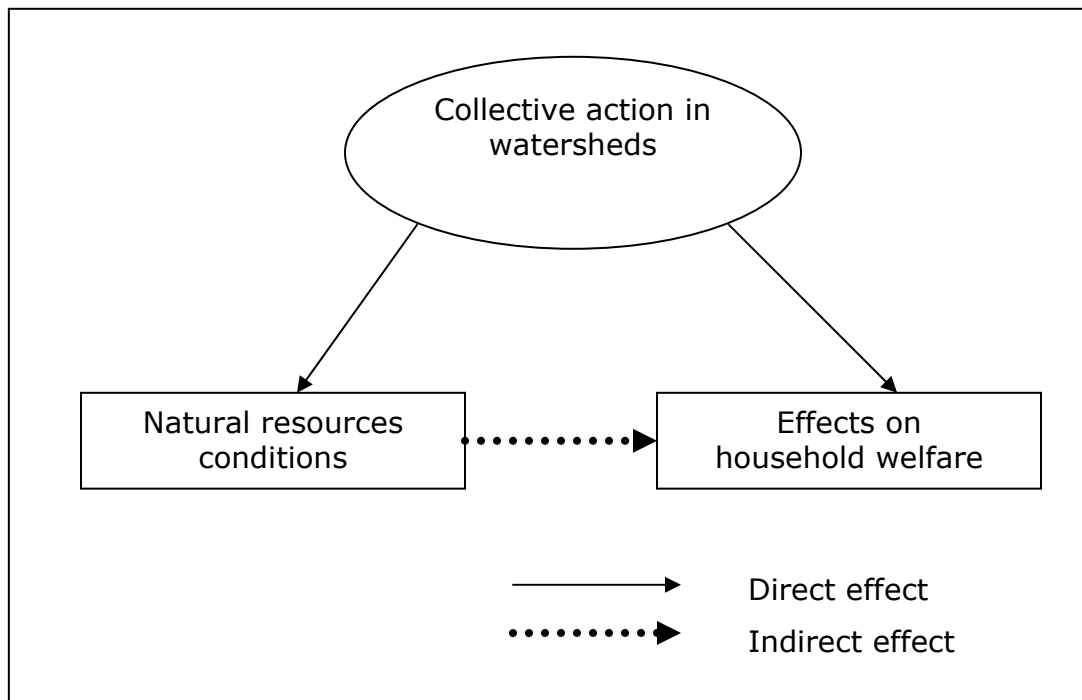 Collective action in
watersheds
Natural resources
conditions
Effects on
household welfare
Direct effect
Indirect effect